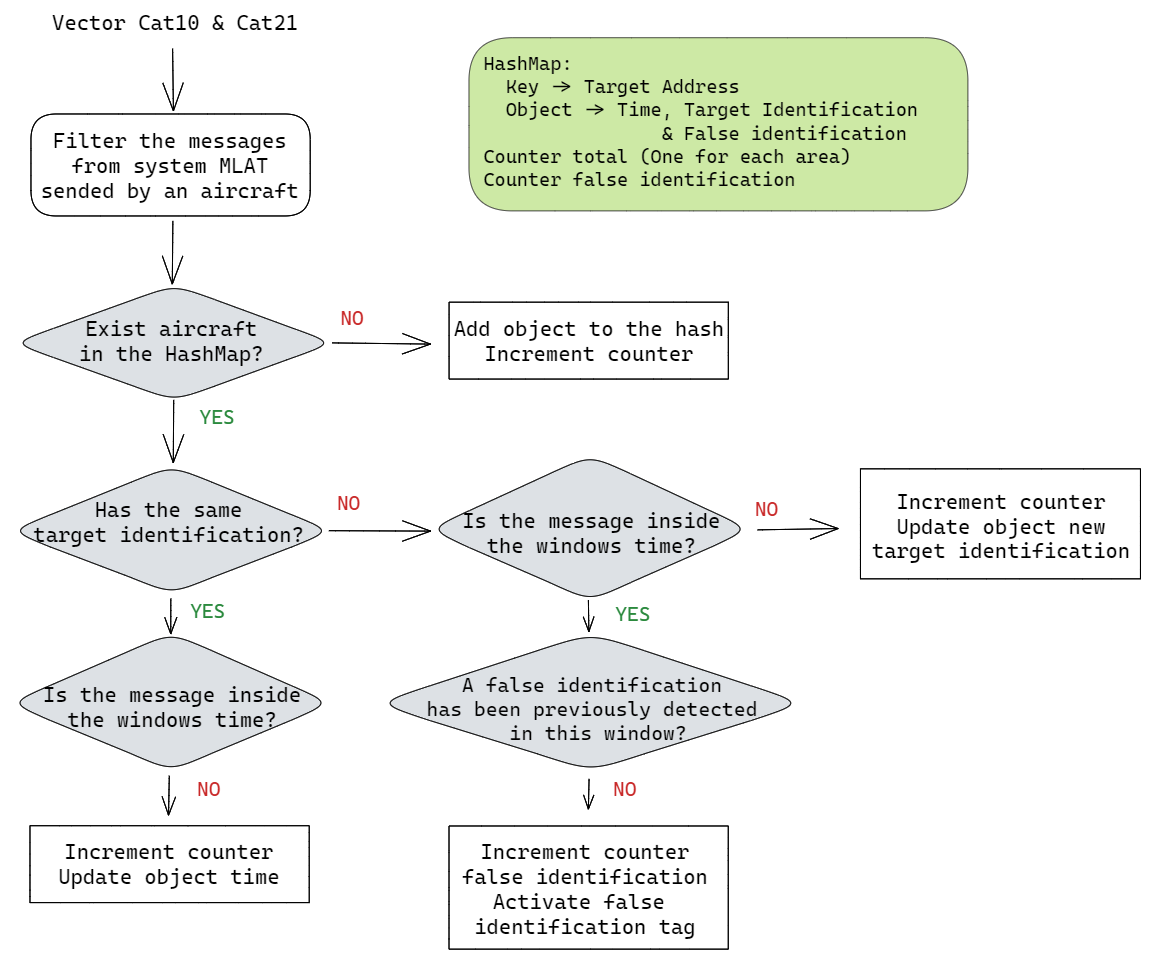 Vector Cat10 & Cat21
HashMap:
Key → Target Address
Object → Time, Target Identification
& False identification
Counter total (One for each area)
Counter false identification
Filter the messages
from system MLAT
sended by an aircraft
Exist aircraft
in the HashMap?
NO
Add object to the hash
Increment counter
YES
Has the same
target identification?
NO
Is the message inside
the windows time?
NO
Increment counter
Update object new
target identification
YES
YES
Is the message inside
the windows time?
A false identification
has been previously detected
in this window?
NO
NO
Increment counter
Update object time
Increment counter
false identification
Activate false
identification tag